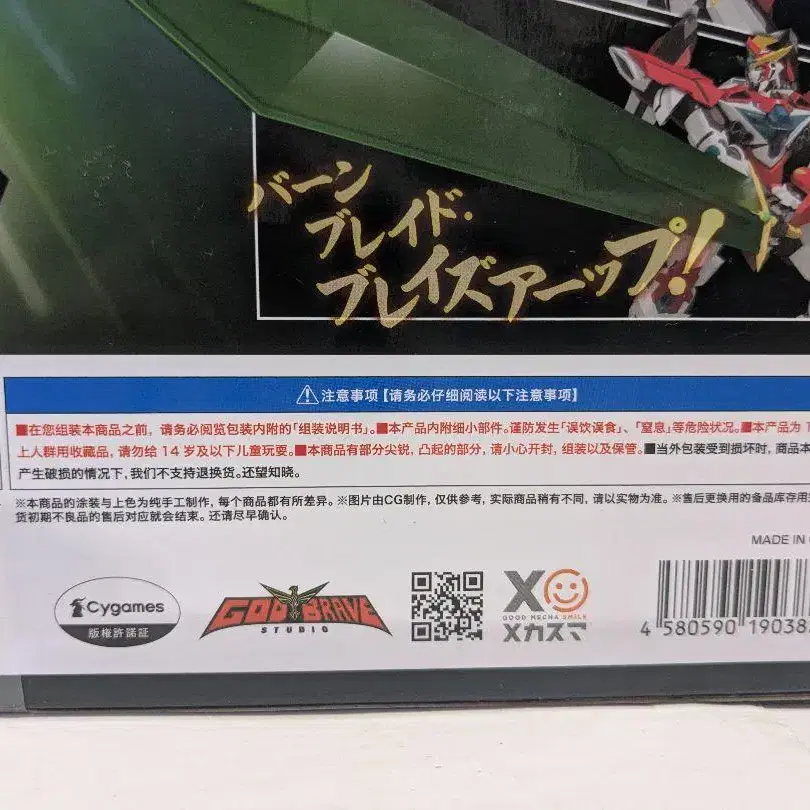 バーン
ブレイド・
ブレイズアーップ!
⚠注意事项【请务必仔细阅读以下注意事项】
■在您组装本商品之前，请务必阅览包装内附的「组装说明书」。■本产品内附细小部件。谨防发生「误饮误食」、「窒息」等危险状况。■本产品为 1
上人群用收藏品，请勿给 14 岁及以下儿童玩耍。■本商品有部分尖锐，凸起的部分，请小心开封，组装以及保管。■当外包装受到损坏时，商品本
产生破损的情况下，我们不支持退换货。还望知晓。
※本商品的涂装与上色为纯手工制作，每个商品都有所差异。※图片由CG制作，仅供参考，实际商品稍有不同，请以实物为准。※售后更换用的备品库存用
货初期不良品的售后对应就会结束。还请尽早确认。
MADE IN
Cygames
版権許諾証
GOD BRAVE
STUDIO
GOOD MECHA SMILE
メカスマ
4 580590 19038